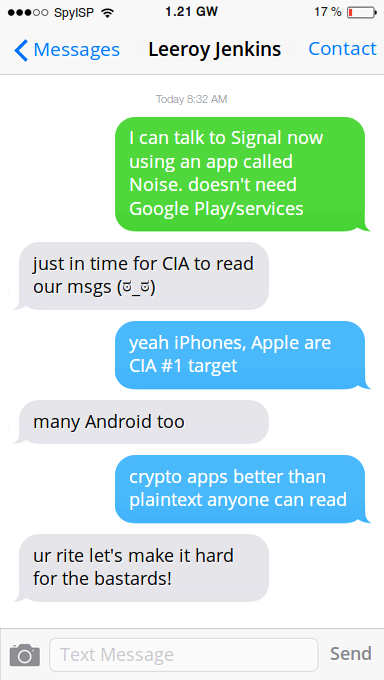 SpyISP 1.21 GW 17 %
Messages Leeroy Jenkins Contact
Today 8:32 AM
I can talk to Signal now
using an app called
Noise. doesn't need
Google Play/services
just in time for CIA to read
our msgs (ಠ_ಠ)
yeah iPhones, Apple are
CIA #1 target
many Android too
crypto apps better than
plaintext anyone can read
ur rite let's make it hard
for the bastards!
Text Message Send